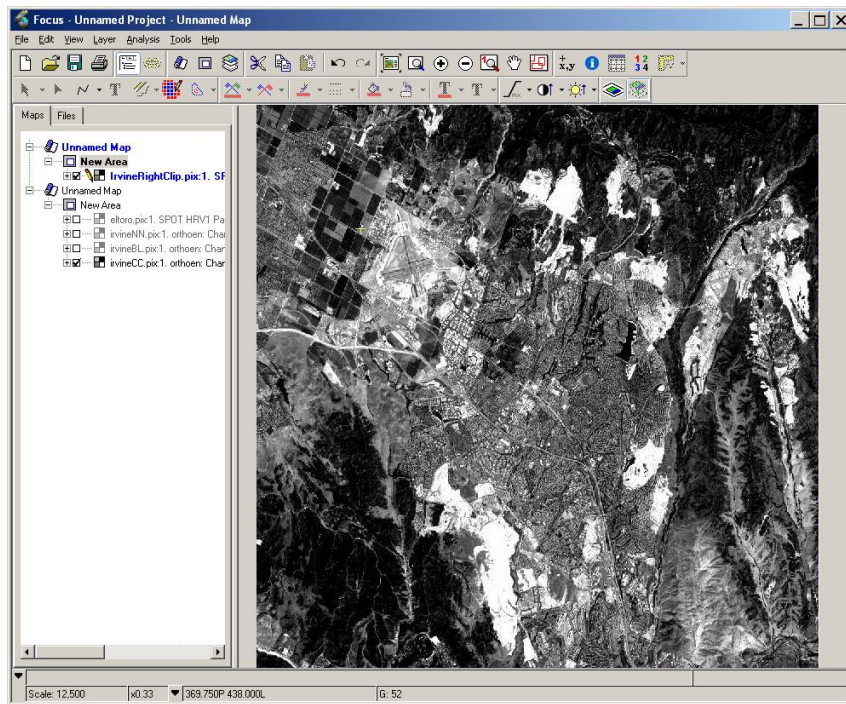 Focus - Unnamed Project - Unnamed Map
File Edit View Layer Analysis Tools Help
Maps Files
Unnamed Map
New Area
IrvineRightClip.pix:1. SF
Unnamed Map
New Area
eltoro.pix:1. SPOT HRV1 Pa
irvineNN.pix:1. orthoen: Char
irvineBL.pix:1. orthoen: Char
irvineCC.pix:1. orthoen: Char
Scale: 12,500 x0.33 369.750P 438.000L G: 52